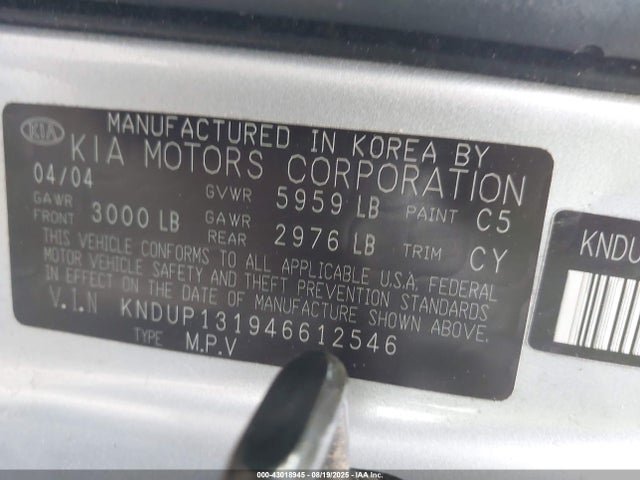 KIA
MANUFACTURED IN KOREA BY
KIA MOTORS CORPORATION
04/04
GAWR FRONT 3000 LB
GVWR 5959 LB
GAWR REAR 2976 LB
PAINT C5
TRIM CY
THIS VEHICLE CONFORMS TO ALL APPLICABLE U.S.A. FEDERAL
MOTOR VEHICLE SAFETY AND THEFT PREVENTION STANDARDS
IN EFFECT ON THE DATE OF MANUFACTURE SHOWN ABOVE.
V.I.N KNDUP131946612546
TYPE M.P.V
KNDU
000-43018945 - 08/19/2025 - IAAI.COM